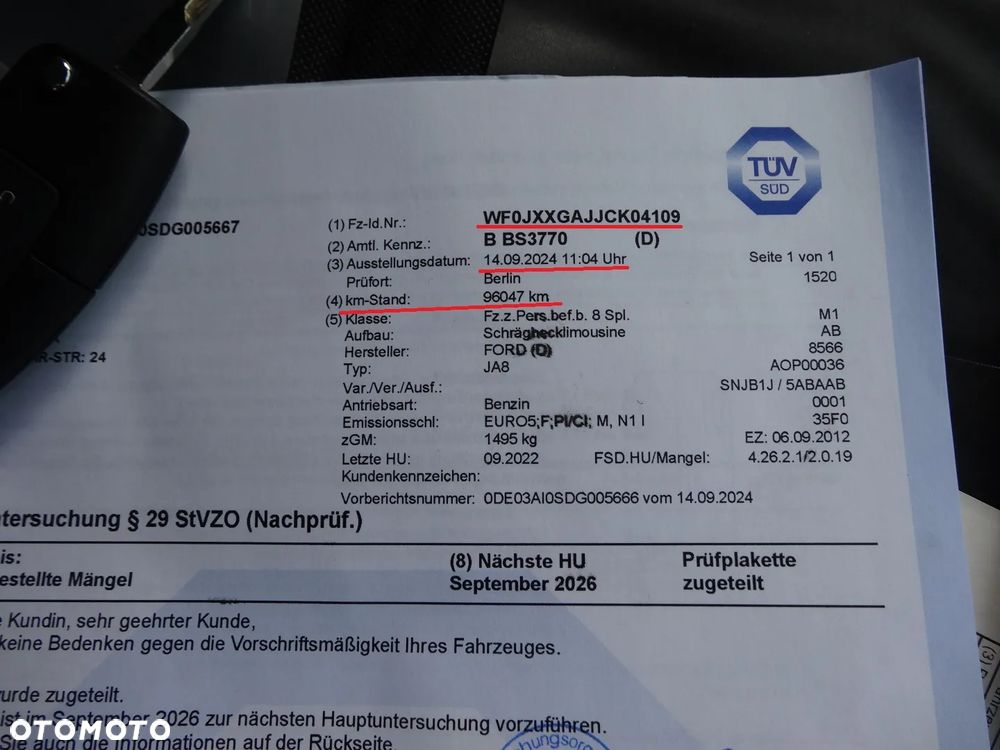 TÜV
SÜD
0SDG005667
(1) Fz-Id.Nr.: WF0JXXGAJJCK04109
(2) Amtl. Kennz.: B BS3770 (D)
(3) Ausstellungsdatum: 14.09.2024 11:04 Uhr Seite 1 von 1
Prüfort: Berlin 1520
(4) km-Stand: 96047 km
(5) Klasse: Fz.z.Pers.bef.b. 8 Spl. M1
Aufbau: Schräghecklimousine AB
R-STR: 24 Hersteller: FORD (D) 8566
Typ: JA8 AOP00036
Var./Ver./Ausf.: SNJB1J / 5ABAAB
Antriebsart: Benzin 0001
Emissionsschl: EURO5;F;PI/CI; M, N1 I 35F0
zGM: 1495 kg EZ: 06.09.2012
Letzte HU: 09.2022 FSD.HU/Mangel: 4.26.2.1/2.0.19
Kundenkennzeichen:
Vorberichtsnummer: 0DE03AI0SDG005666 vom 14.09.2024
tersuchung § 29 StVZO (Nachprüf.)
is: (8) Nächste HU Prüfplakette
estellte Mängel September 2026 zugeteilt
e Kundin, sehr geehrter Kunde,
keine Bedenken gegen die Vorschriftsmäßigkeit Ihres Fahrzeuges.
urde zugeteilt.
ist im September 2026 zur nächsten Hauptuntersuchung vorzuführen.
Sie auch die Informationen auf der Rückseite.
OTOMOTO